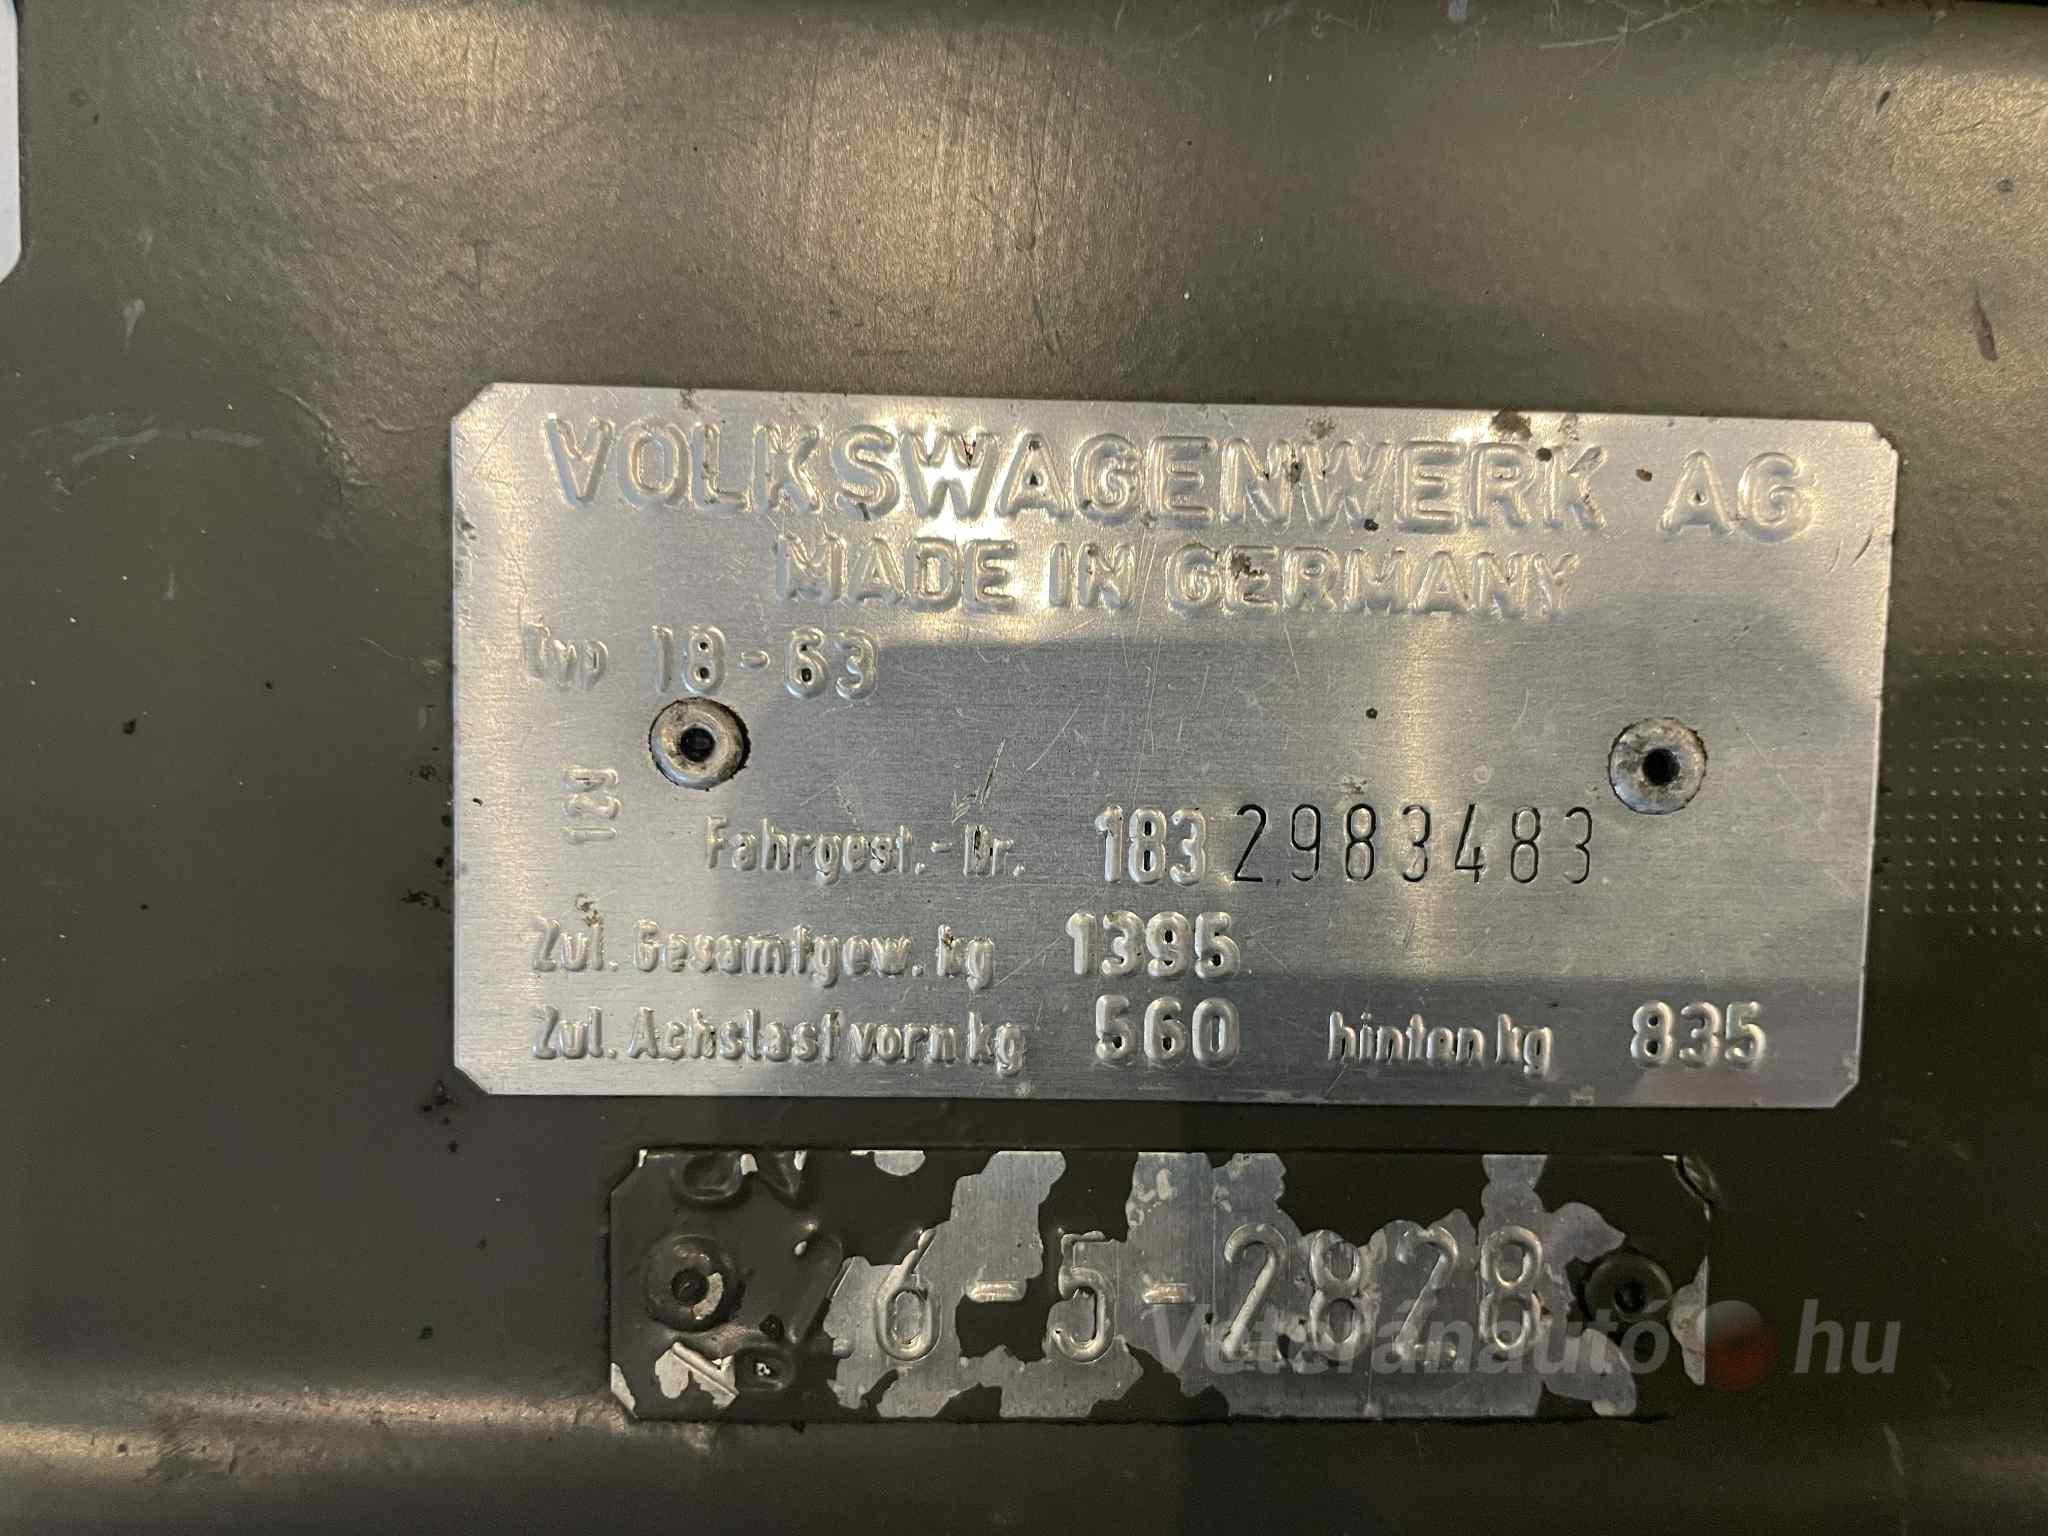 VOLKSWAGENWERK AG
MADE IN GERMANY
Typ 18-63
129
Fahrgest.-Nr. 183 2983483
Zul. Gesamtgew. kg 1395
Zul. Achslast vorn kg 560 hinten kg 835
6-5-2828
Veteránautó hu